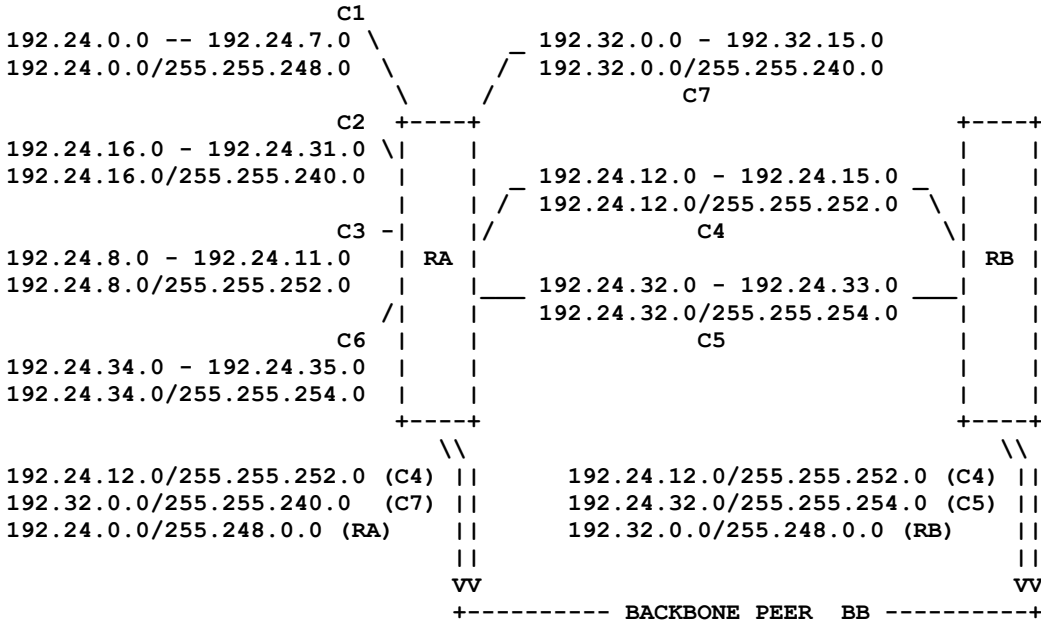 C1
192.24.0.0 -- 192.24.7.0 \ _ 192.32.0.0 - 192.32.15.0
192.24.0.0/255.255.248.0 \ / 192.32.0.0/255.255.240.0
\ / C7
C2 +----+ +----+
192.24.16.0 - 192.24.31.0 \| | | |
192.24.16.0/255.255.240.0 | | _ 192.24.12.0 - 192.24.15.0 _ | |
| | / 192.24.12.0/255.255.252.0 \ | |
C3 -| |/ C4 \| |
192.24.8.0 - 192.24.11.0 | RA | | RB |
192.24.8.0/255.255.252.0 | |___ 192.24.32.0 - 192.24.33.0 ___| |
/| | 192.24.32.0/255.255.254.0 | |
C6 | | C5 | |
192.24.34.0 - 192.24.35.0 | | | |
192.24.34.0/255.255.254.0 | | | |
+----+ +----+
\\ \\
192.24.12.0/255.255.252.0 (C4) || 192.24.12.0/255.255.252.0 (C4) ||
192.32.0.0/255.255.240.0 (C7) || 192.24.32.0/255.255.254.0 (C5) ||
192.24.0.0/255.248.0.0 (RA) || 192.32.0.0/255.248.0.0 (RB) ||
|| ||
VV VV
+---------- BACKBONE PEER BB ----------+